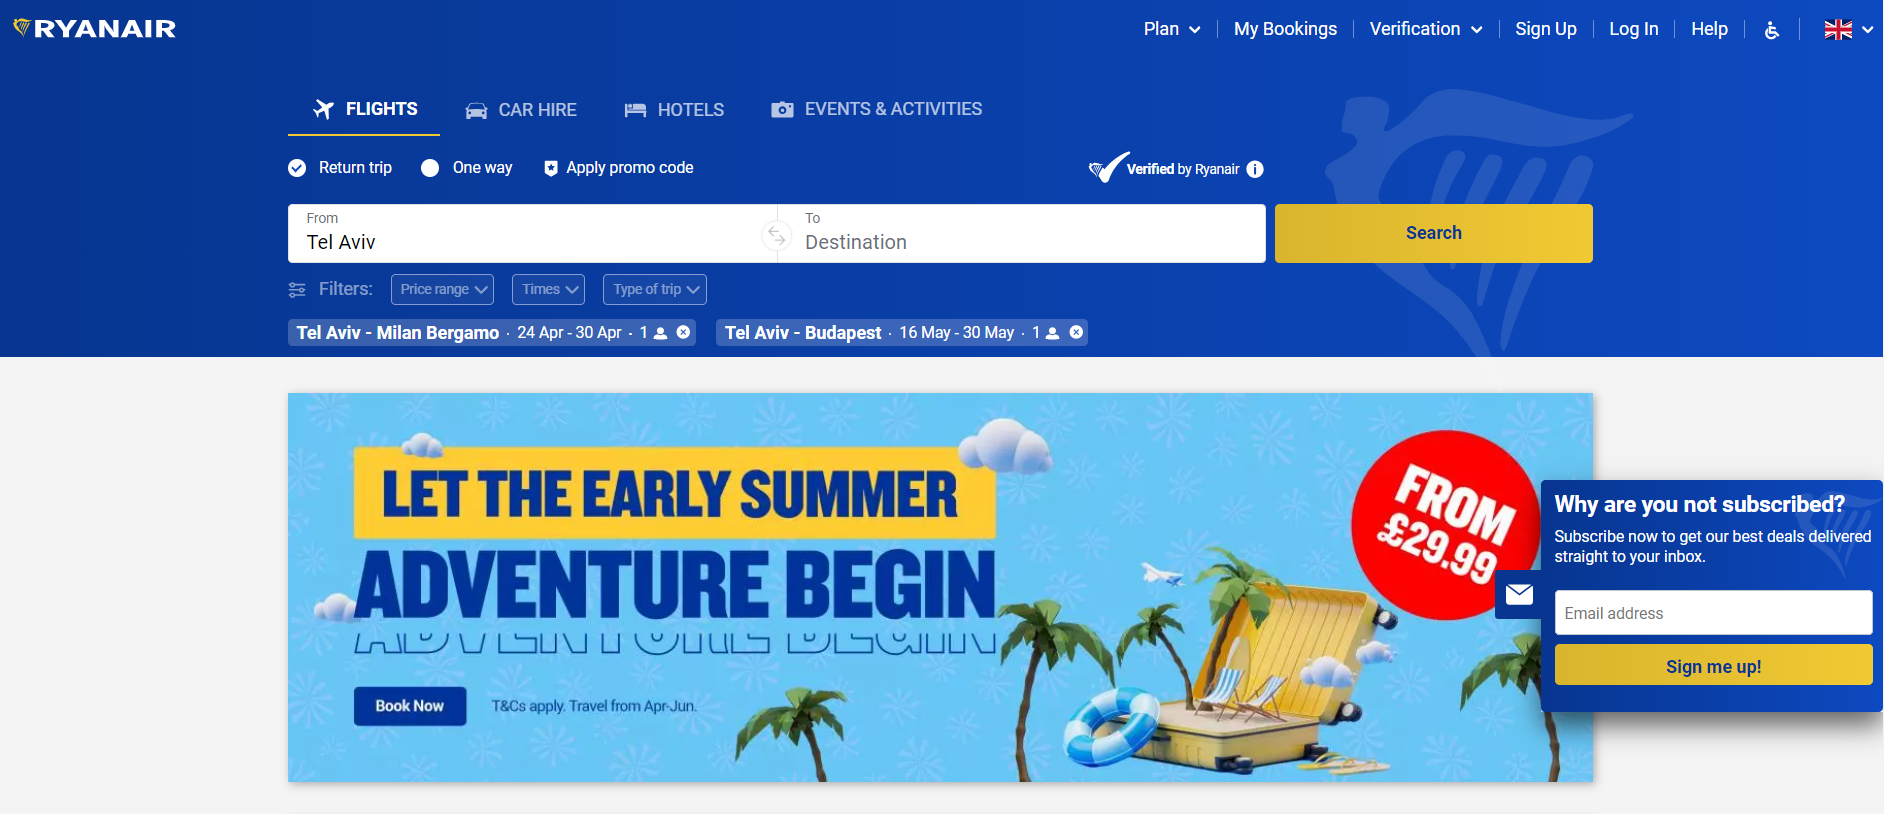 RYANAIR
Plan
My Bookings
Verification
Sign Up
Log In
Help
FLIGHTS
CAR HIRE
HOTELS
EVENTS & ACTIVITIES
Return trip
One way
Apply promo code
Verified by Ryanair
From
Tel Aviv
To
Destination
Search
Filters:
Price range
Times
Type of trip
Tel Aviv - Milan Bergamo · 24 Apr - 30 Apr · 1
Tel Aviv - Budapest · 16 May - 30 May · 1
LET THE EARLY SUMMER
ADVENTURE BEGIN
ADVENTURE BEGIN
Book Now
T&Cs apply. Travel from Apr-Jun.
FROM
£29.99
Why are you not subscribed?
Subscribe now to get our best deals delivered
straight to your inbox.
Email address
Sign me up!